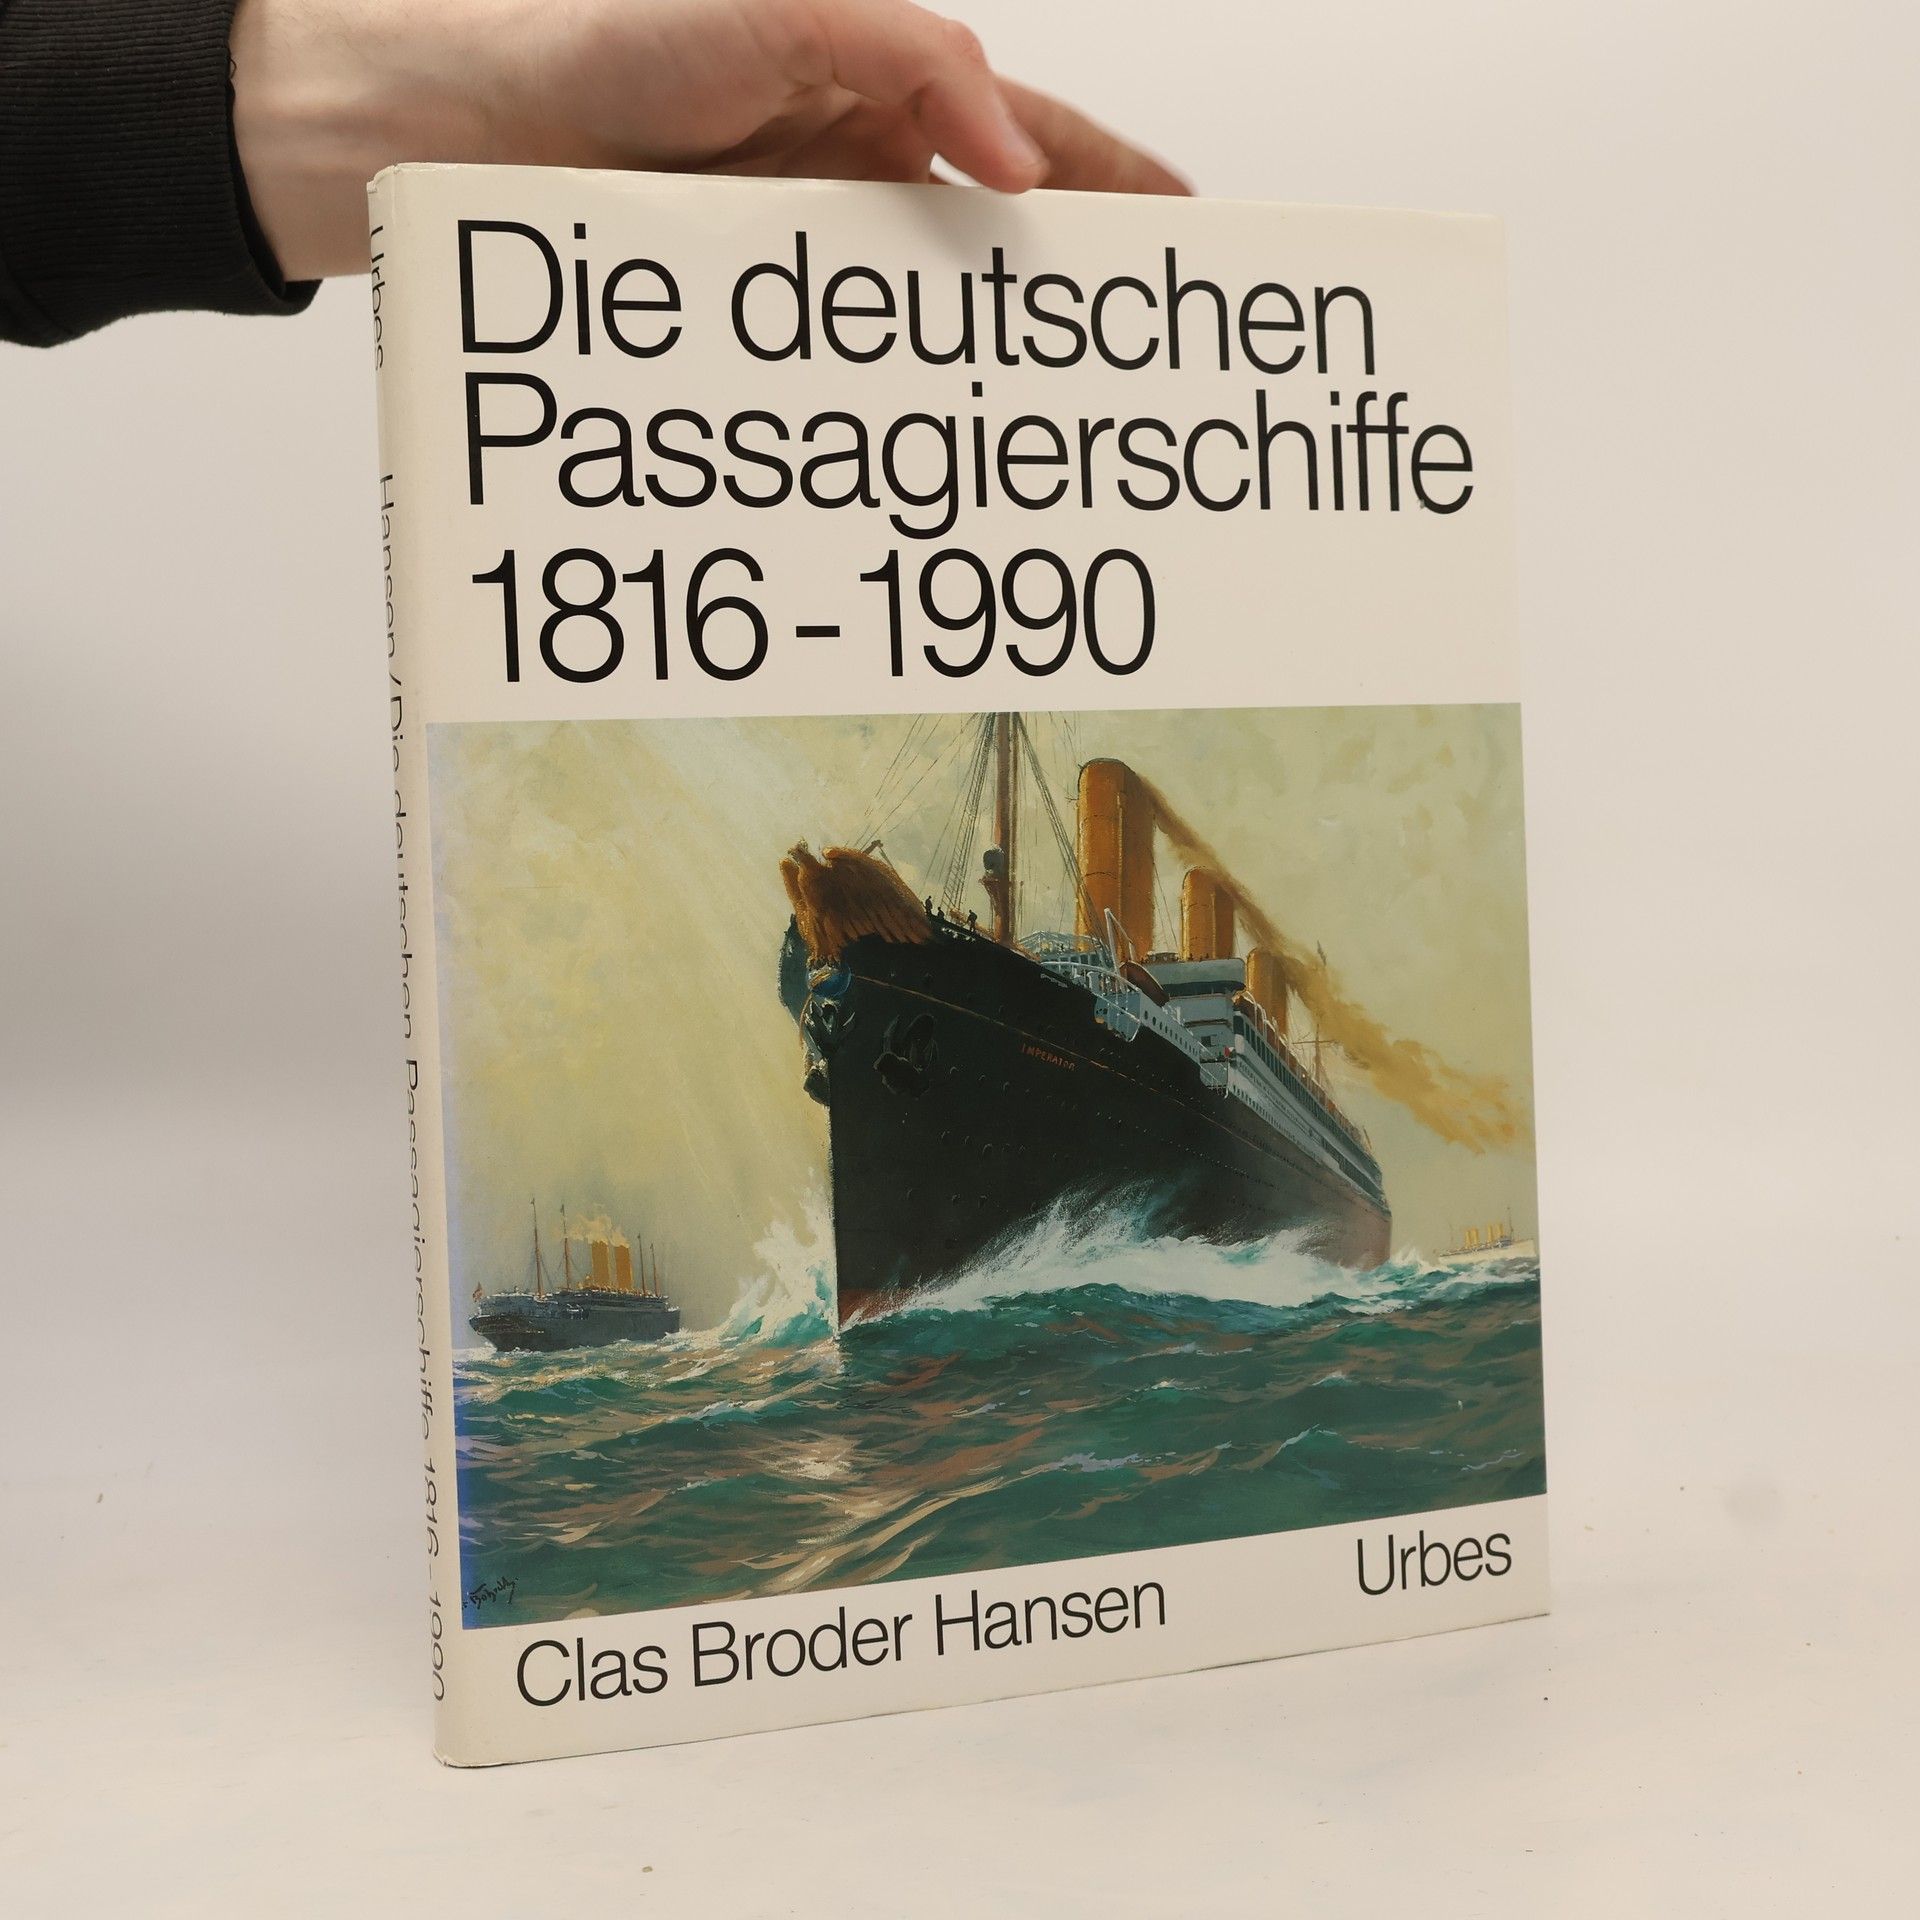 Die deutschen
Passagierschiffe
1816-1990
IMPERATOR
Clas Broder Hansen
Urbes
Urbes Hansen/Die deutschen Passagierschiffe 1816-1990